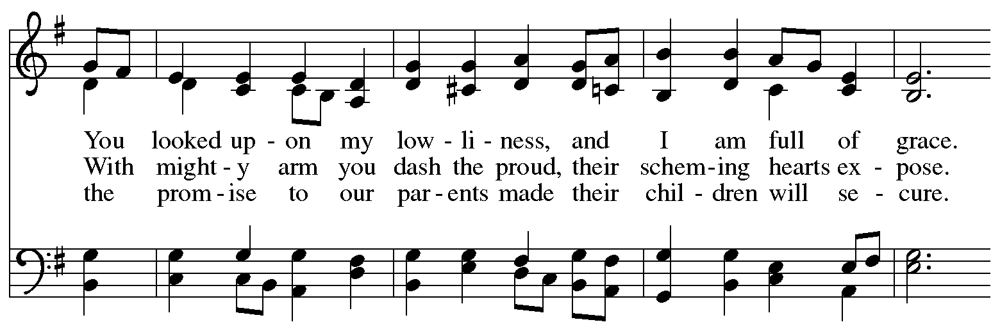 You looked up - on my low - li - ness, and I am full of grace.
With might - y arm you dash the proud, their schem - ing hearts ex - pose.
the prom - ise to our par - ents made their chil - dren will se - cure.